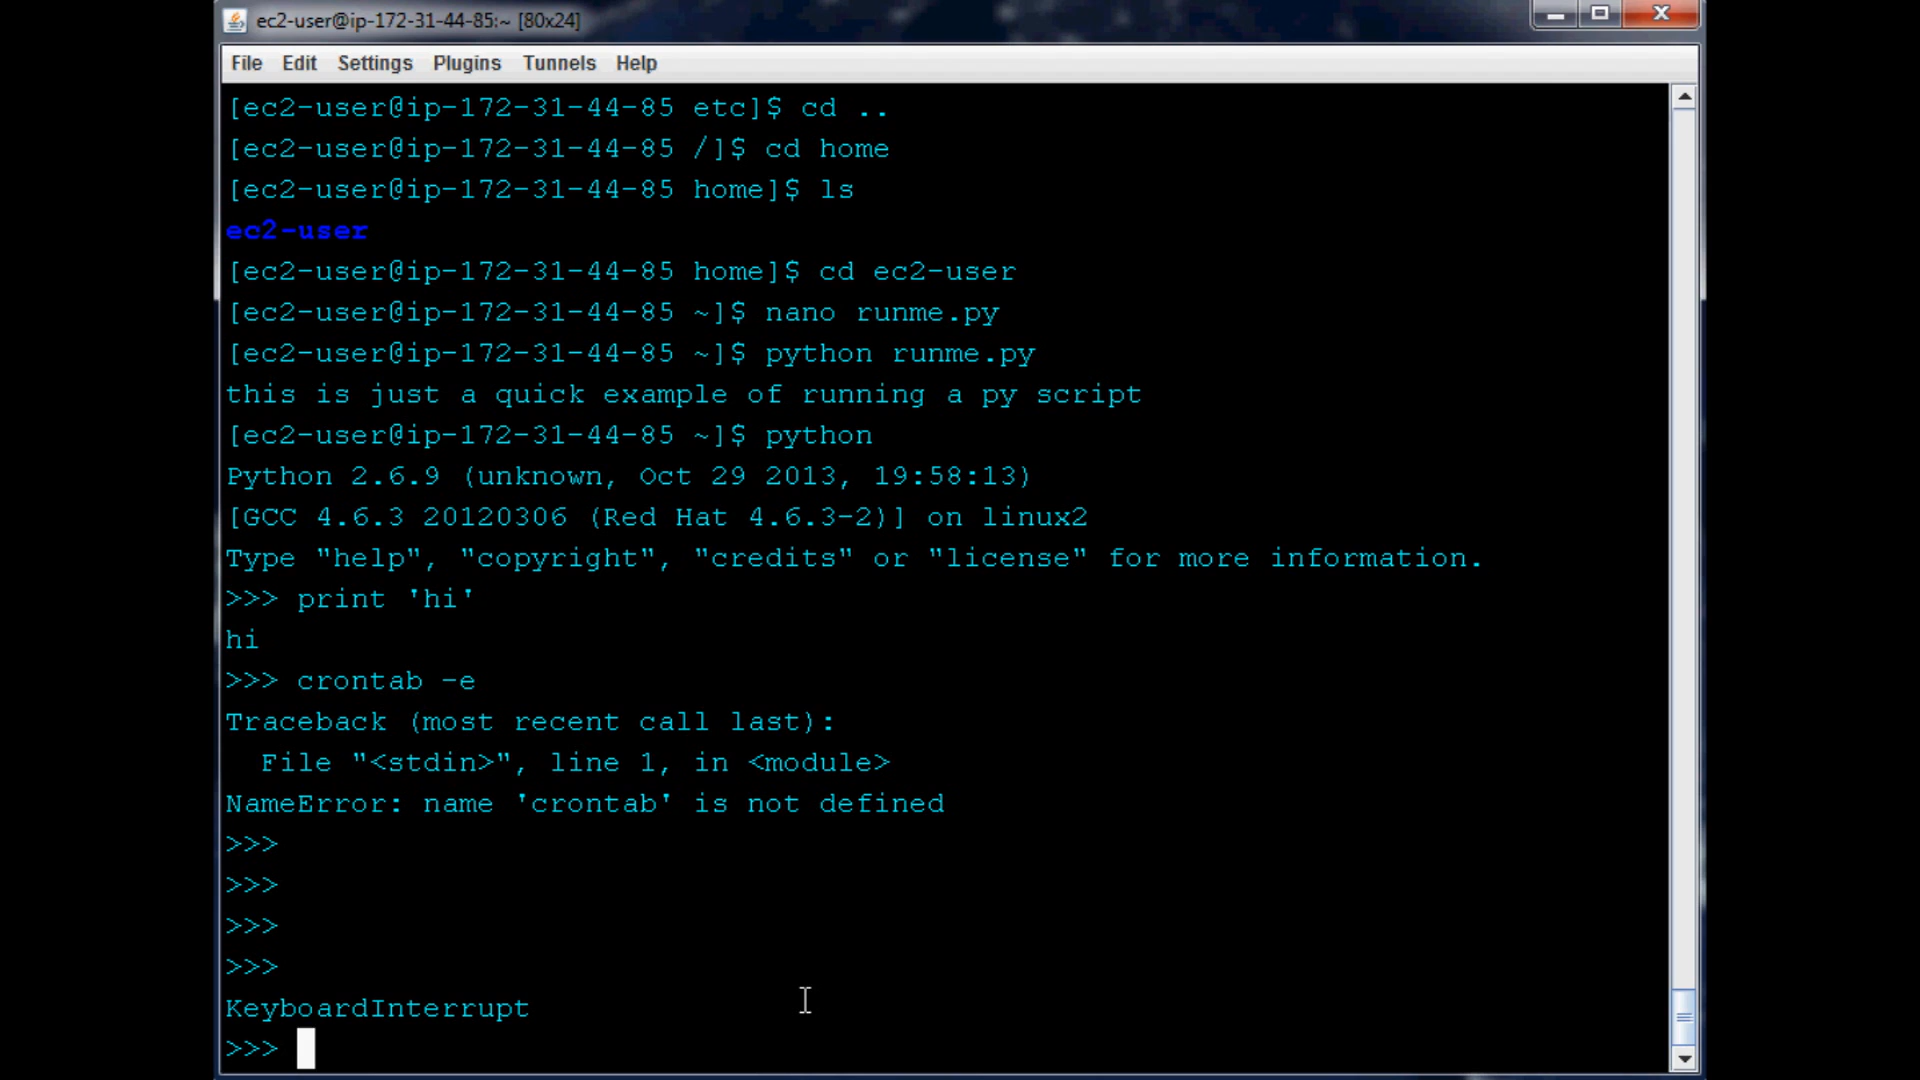 ec2-user@ip-172-31-44-85:~ [80x24]
File Edit Settings Plugins Tunnels Help
[ec2-user@ip-172-31-44-85 etc]$ cd ..
[ec2-user@ip-172-31-44-85 /]$ cd home
[ec2-user@ip-172-31-44-85 home]$ ls
ec2-user
[ec2-user@ip-172-31-44-85 home]$ cd ec2-user
[ec2-user@ip-172-31-44-85 ~]$ nano runme.py
[ec2-user@ip-172-31-44-85 ~]$ python runme.py
this is just a quick example of running a py script
[ec2-user@ip-172-31-44-85 ~]$ python
Python 2.6.9 (unknown, Oct 29 2013, 19:58:13)
[GCC 4.6.3 20120306 (Red Hat 4.6.3-2)] on linux2
Type "help", "copyright", "credits" or "license" for more information.
>>> print 'hi'
hi
>>> crontab -e
Traceback (most recent call last):
  File "<stdin>", line 1, in <module>
NameError: name 'crontab' is not defined
>>>
>>>
>>>
>>>
KeyboardInterrupt
>>>